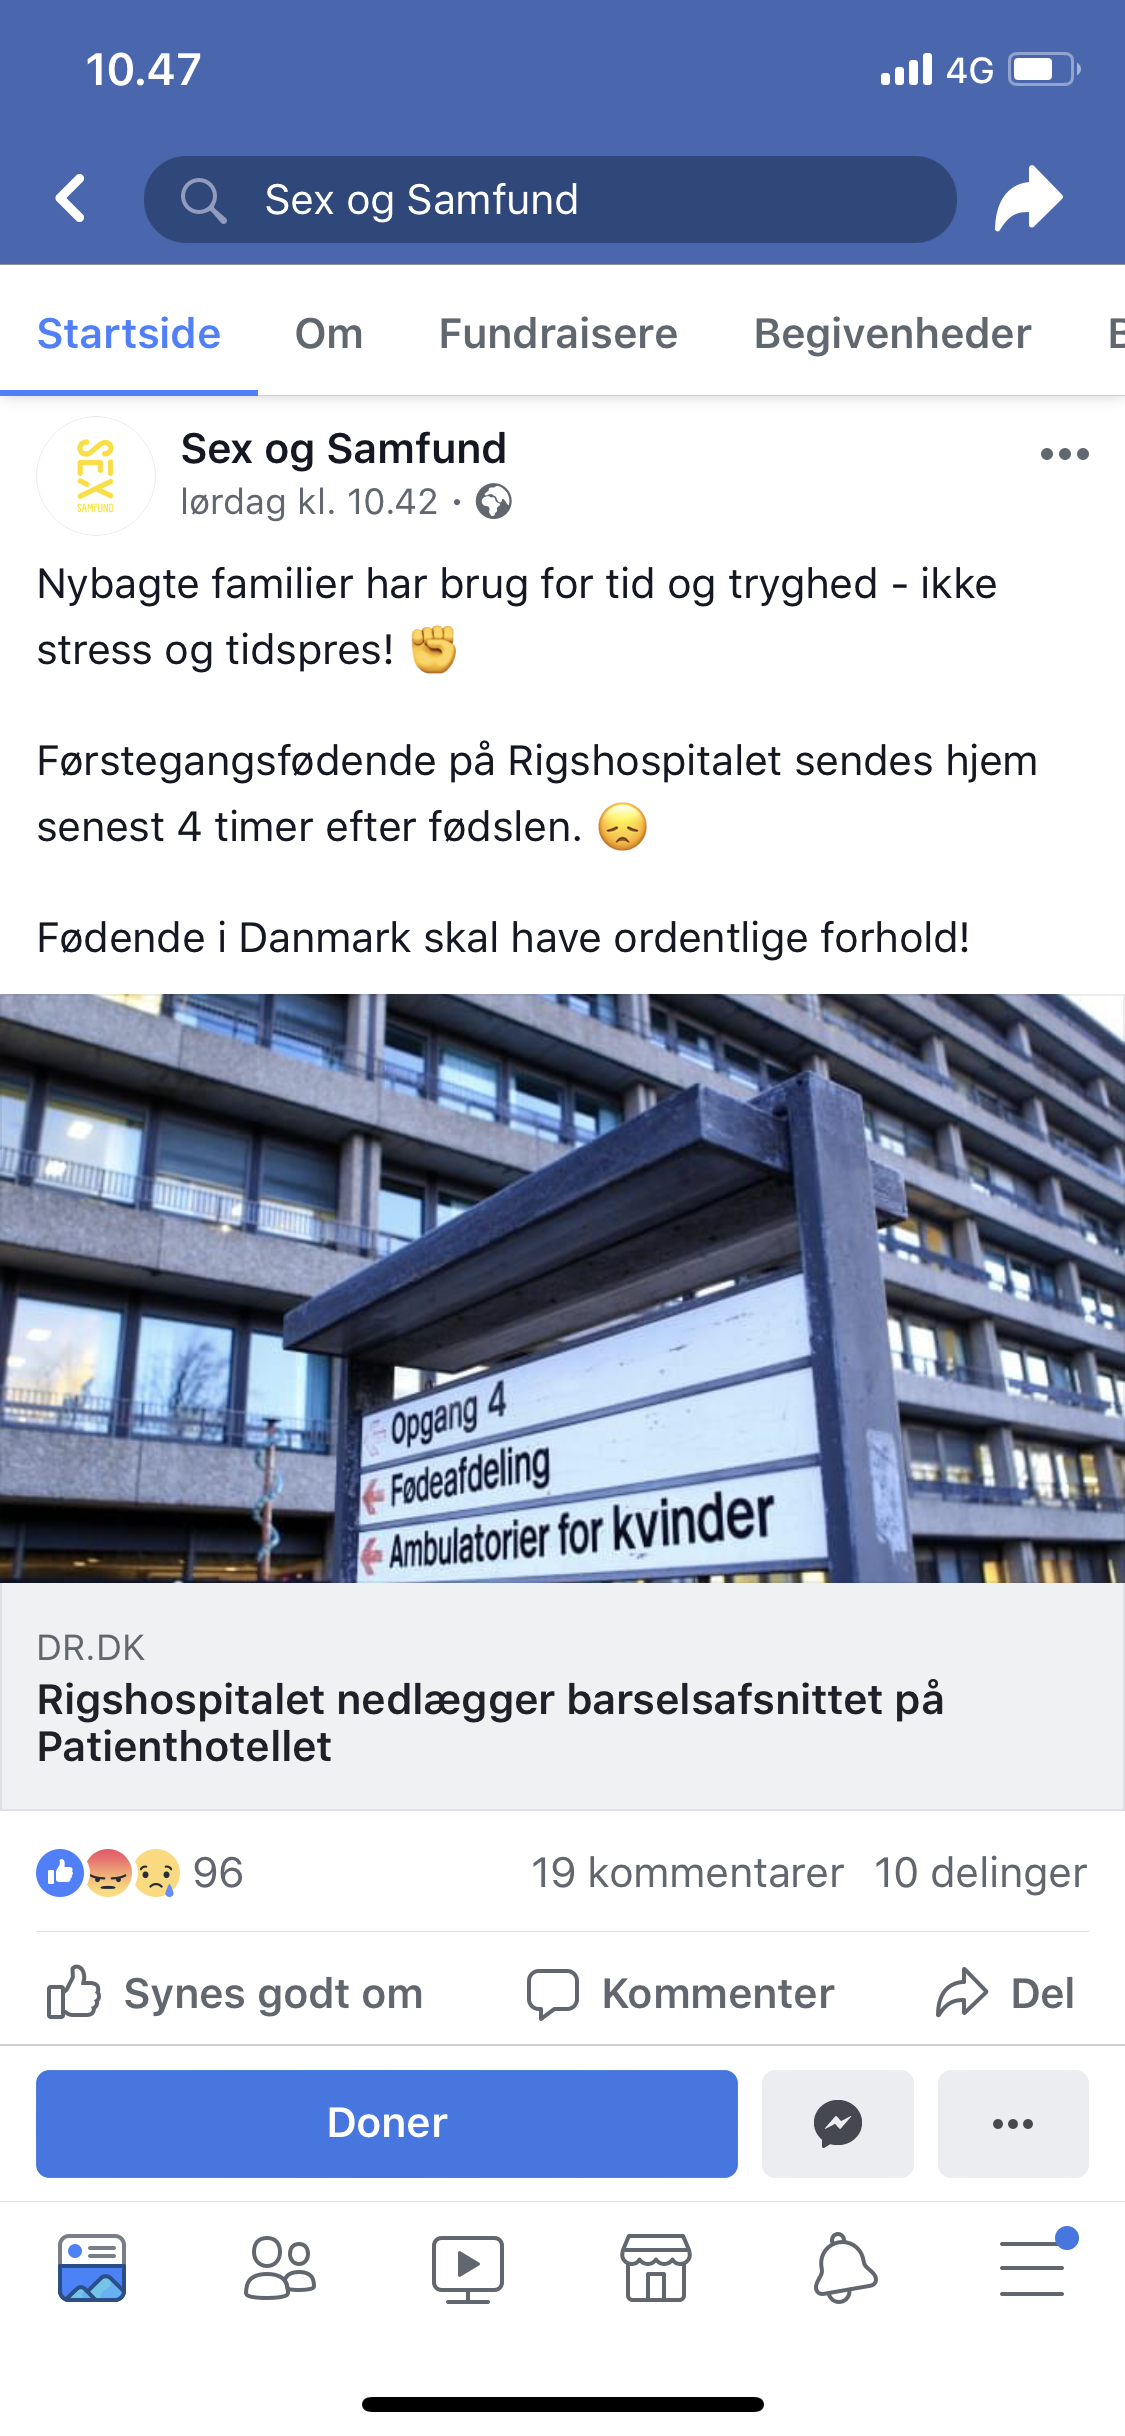 10.47
4G
Sex og Samfund
Startside Om Fundraisere Begivenheder
SEX
SAMFUND
Sex og Samfund
lørdag kl. 10.42 ·
Nybagte familier har brug for tid og tryghed - ikke
stress og tidspres! ✊
Førstegangsfødende på Rigshospitalet sendes hjem
senest 4 timer efter fødslen. 😞
Fødende i Danmark skal have ordentlige forhold!
Opgang 4
Fødeafdeling
Ambulatorier for kvinder
DR.DK
Rigshospitalet nedlægger barselsafsnittet på
Patienthotellet
96 19 kommentarer 10 delinger
Synes godt om Kommenter Del
Doner